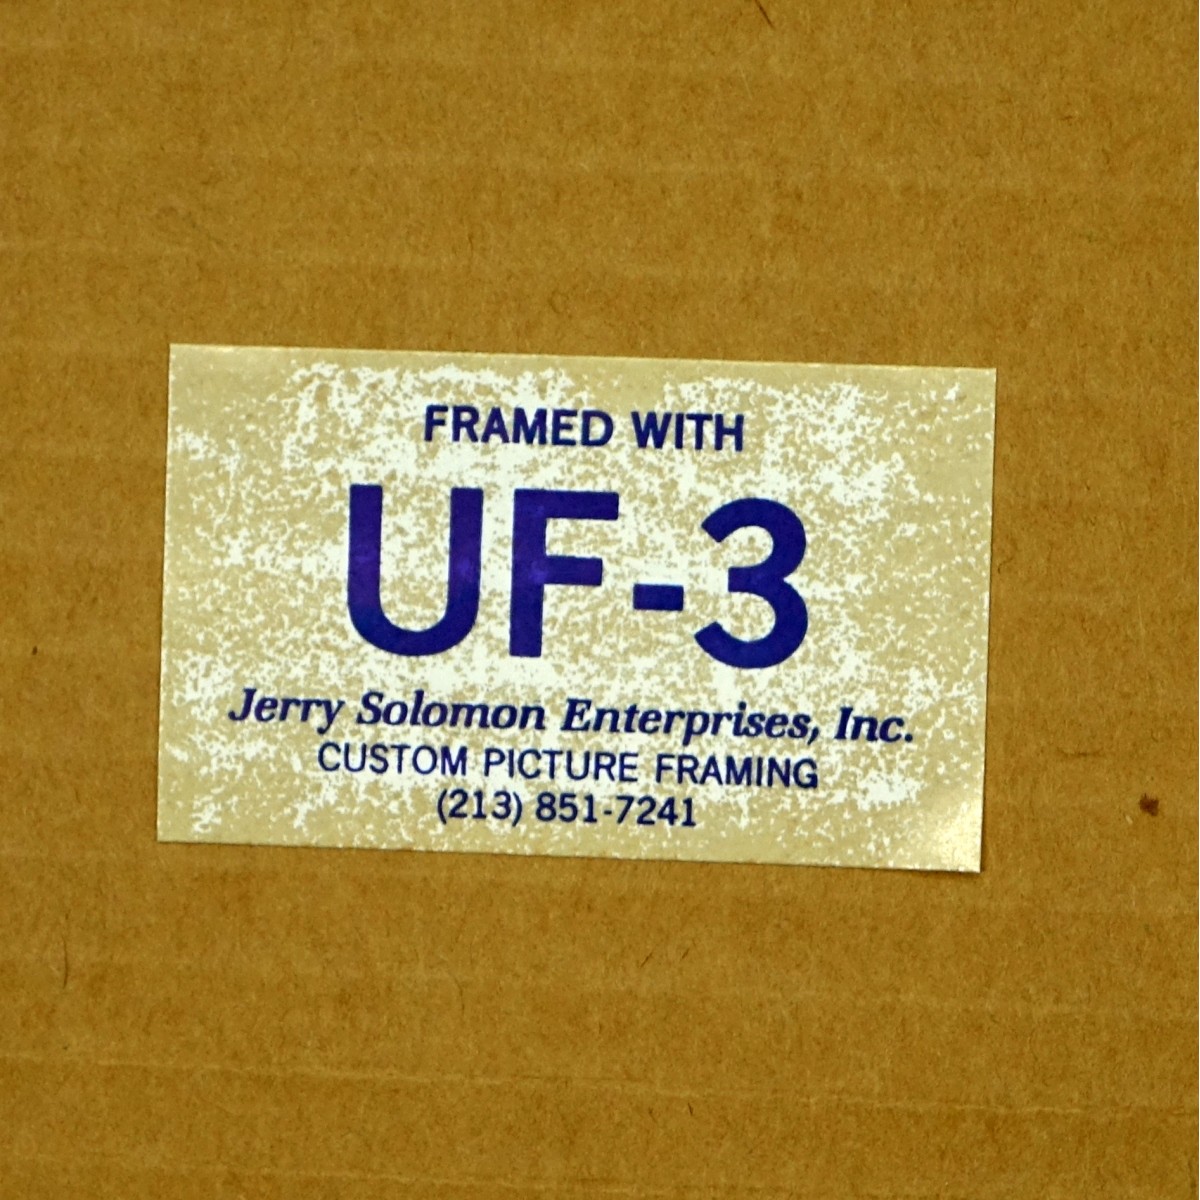 FRAMED WITH
UF-3
Jerry Solomon Enterprises, Inc.
CUSTOM PICTURE FRAMING
(213) 851-7241